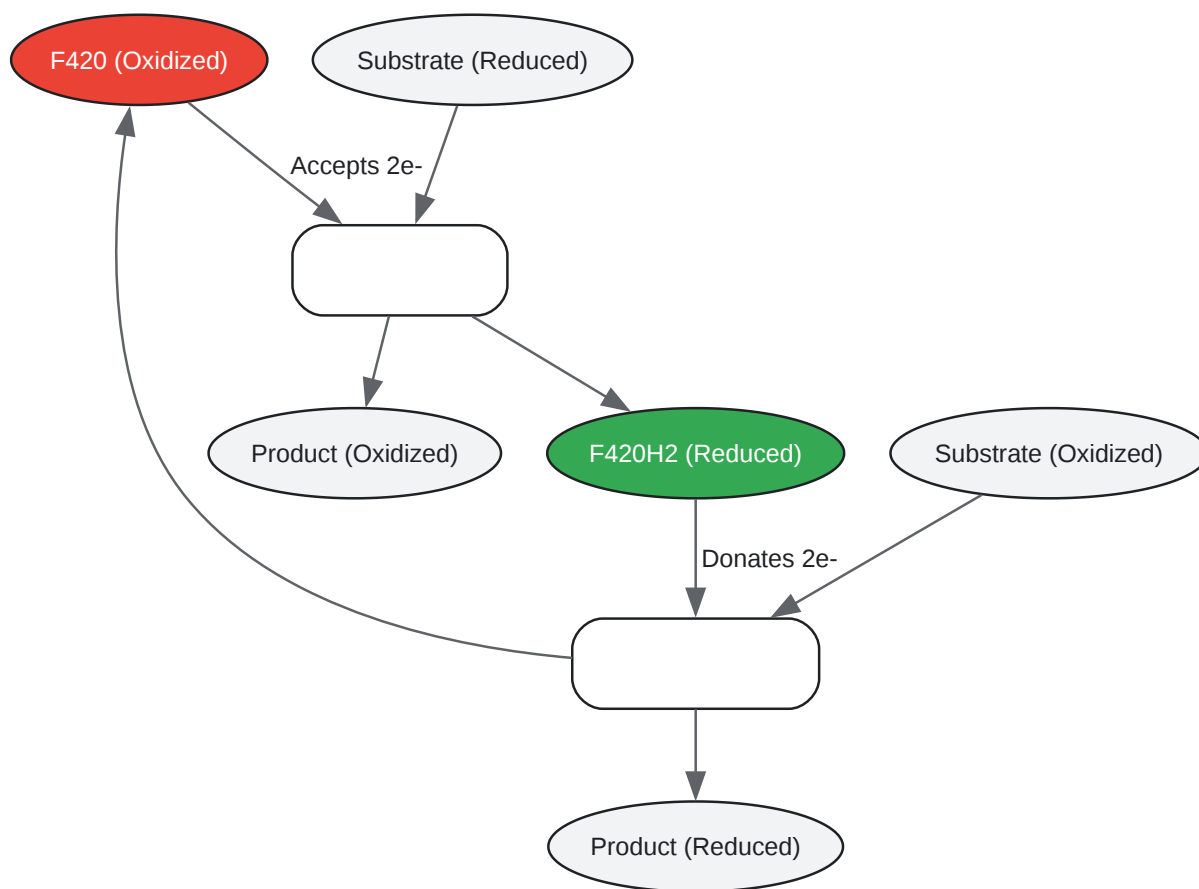 F420 (Oxidized)
Substrate (Reduced)
Accepts 2e-
Product (Oxidized)
F420H2 (Reduced)
Substrate (Oxidized)
Donates 2e-
Product (Reduced)